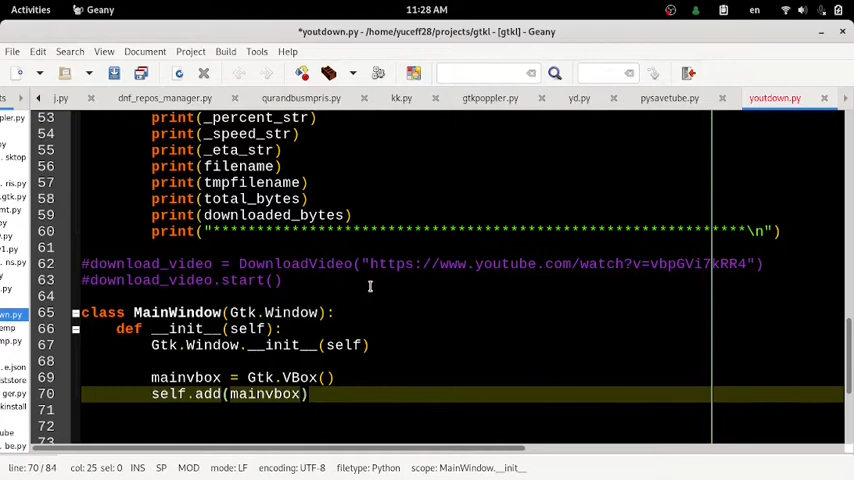 Activities Geany 11:28 AM en
*youtdown.py - /home/yuceff28/projects/gtkl - [gtkl] - Geany
File Edit Search View Document Project Build Tools Help
ts j.py dnf_repos_manager.py qurandbusmpris.py kk.py gtkpoppler.py yd.py pysavetube.py youtdown.py
53 print(_percent_str)
54 print(_speed_str)
55 print(_eta_str)
56 print(filename)
57 print(tmpfilename)
58 print(total_bytes)
59 print(downloaded_bytes)
60 print("*************************************************************\n")
61
62 #download_video = DownloadVideo("https://www.youtube.com/watch?v=vbpGVi7kRR4")
63 #download_video.start()
64
65 class MainWindow(Gtk.Window):
66 def __init__(self):
67 Gtk.Window.__init__(self)
68
69 mainvbox = Gtk.VBox()
70 self.add(mainvbox)
71
72
73
line: 70 / 84 col: 25 sel: 0 INS SP MOD mode: LF encoding: UTF-8 filetype: Python scope: MainWindow.__init__